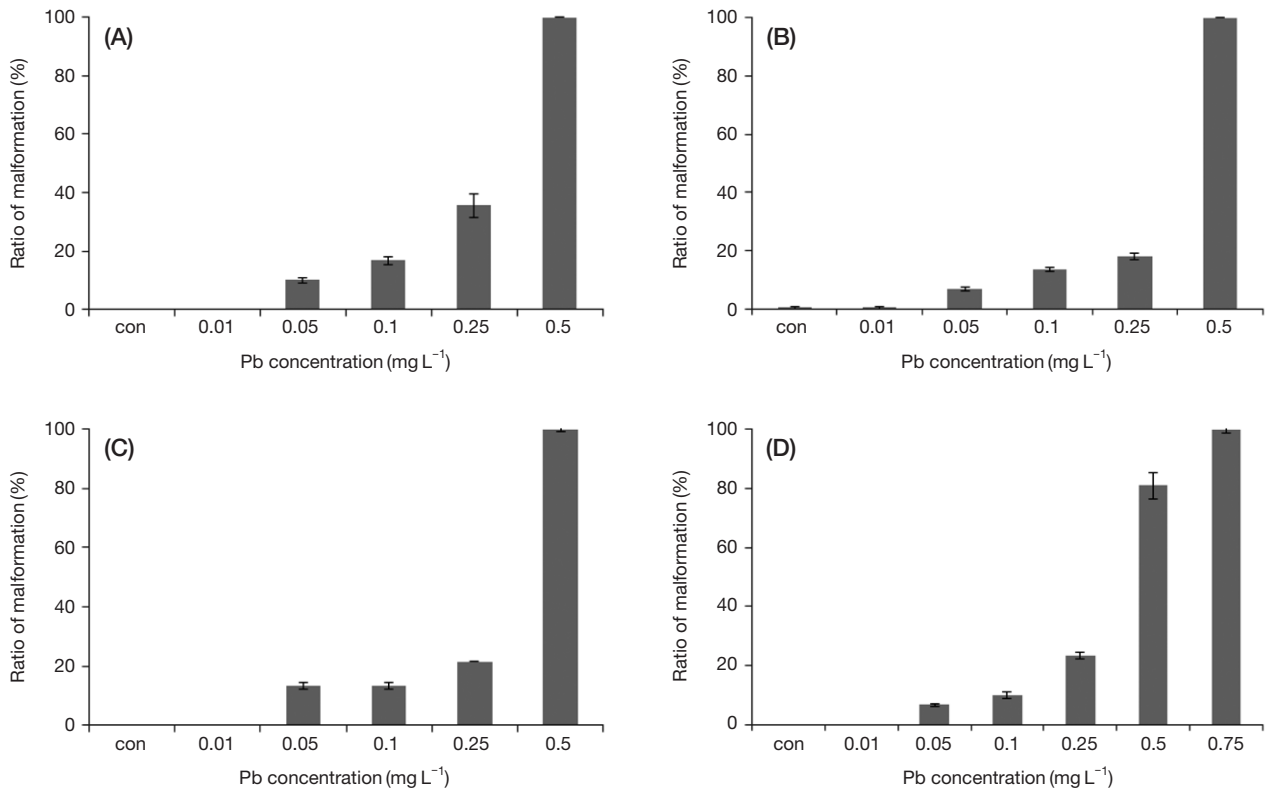 (A)
Ratio of malformation (%)
100
80
60
40
20
0
con 0.01 0.05 0.1 0.25 0.5
Pb concentration (mg L⁻¹)
(B)
Ratio of malformation (%)
100
80
60
40
20
0
con 0.01 0.05 0.1 0.25 0.5
Pb concentration (mg L⁻¹)
(C)
Ratio of malformation (%)
100
80
60
40
20
0
con 0.01 0.05 0.1 0.25 0.5
Pb concentration (mg L⁻¹)
(D)
Ratio of malformation (%)
100
80
60
40
20
0
con 0.01 0.05 0.1 0.25 0.5 0.75
Pb concentration (mg L⁻¹)